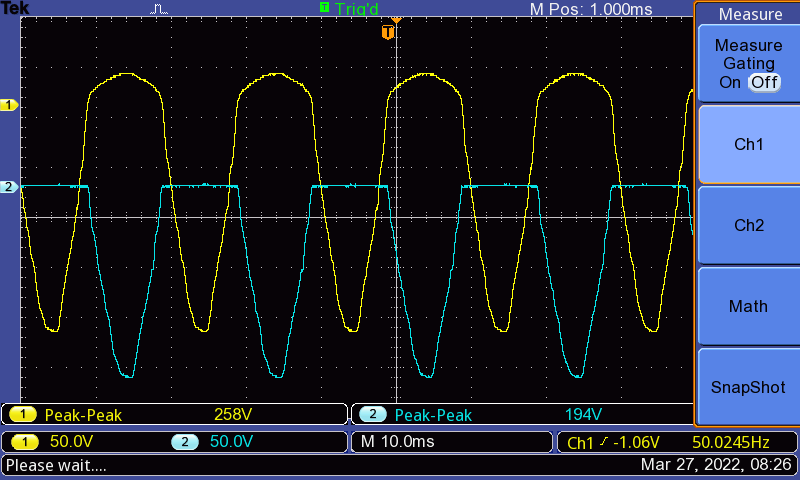 Tek
T Trig'd
M Pos: 1.000ms
Measure
T
Measure
Gating
On Off
1
Ch1
2
Ch2
Math
SnapShot
1 Peak-Peak 258V
2 Peak-Peak 194V
1 50.0V
2 50.0V
M 10.0ms
Ch1 -1.06V 50.0245Hz
Please wait....
Mar 27, 2022, 08:26